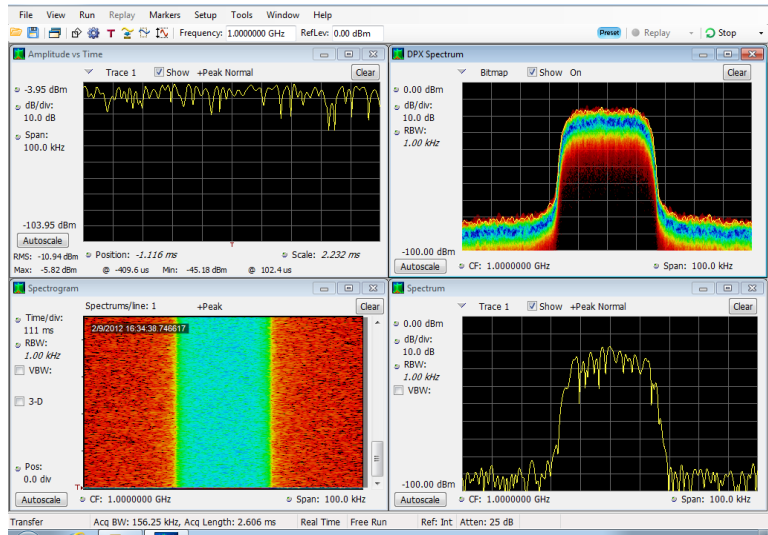 File View Run Replay Markers Setup Tools Window Help
T Frequency: 1.0000000 GHz RefLev: 0.00 dBm Preset Replay Stop
Amplitude vs Time
Trace 1 Show +Peak Normal Clear
-3.95 dBm
dB/div:
10.0 dB
Span:
100.0 kHz
-103.95 dBm
Autoscale
T
Position: -1.116 ms Scale: 2.232 ms
RMS: -10.94 dBm
Max: -5.82 dBm @ -409.6 us Min: -45.18 dBm @ 102.4 us
DPX Spectrum
Bitmap Show On Clear
0.00 dBm
dB/div:
10.0 dB
RBW:
1.00 kHz
-100.00 dBm
Autoscale CF: 1.0000000 GHz Span: 100.0 kHz
Spectrogram
Spectrums/line: 1 +Peak Clear
Time/div:
111 ms
RBW:
1.00 kHz
VBW:
3-D
2/9/2012 16:34:38.746617
Pos:
0.0 div
T
Autoscale CF: 1.0000000 GHz Span: 100.0 kHz
Spectrum
Trace 1 Show +Peak Normal Clear
0.00 dBm
dB/div:
10.0 dB
RBW:
1.00 kHz
VBW:
-100.00 dBm
Autoscale CF: 1.0000000 GHz Span: 100.0 kHz
Transfer Acq BW: 156.25 kHz, Acq Length: 2.606 ms Real Time Free Run Ref: Int Atten: 25 dB